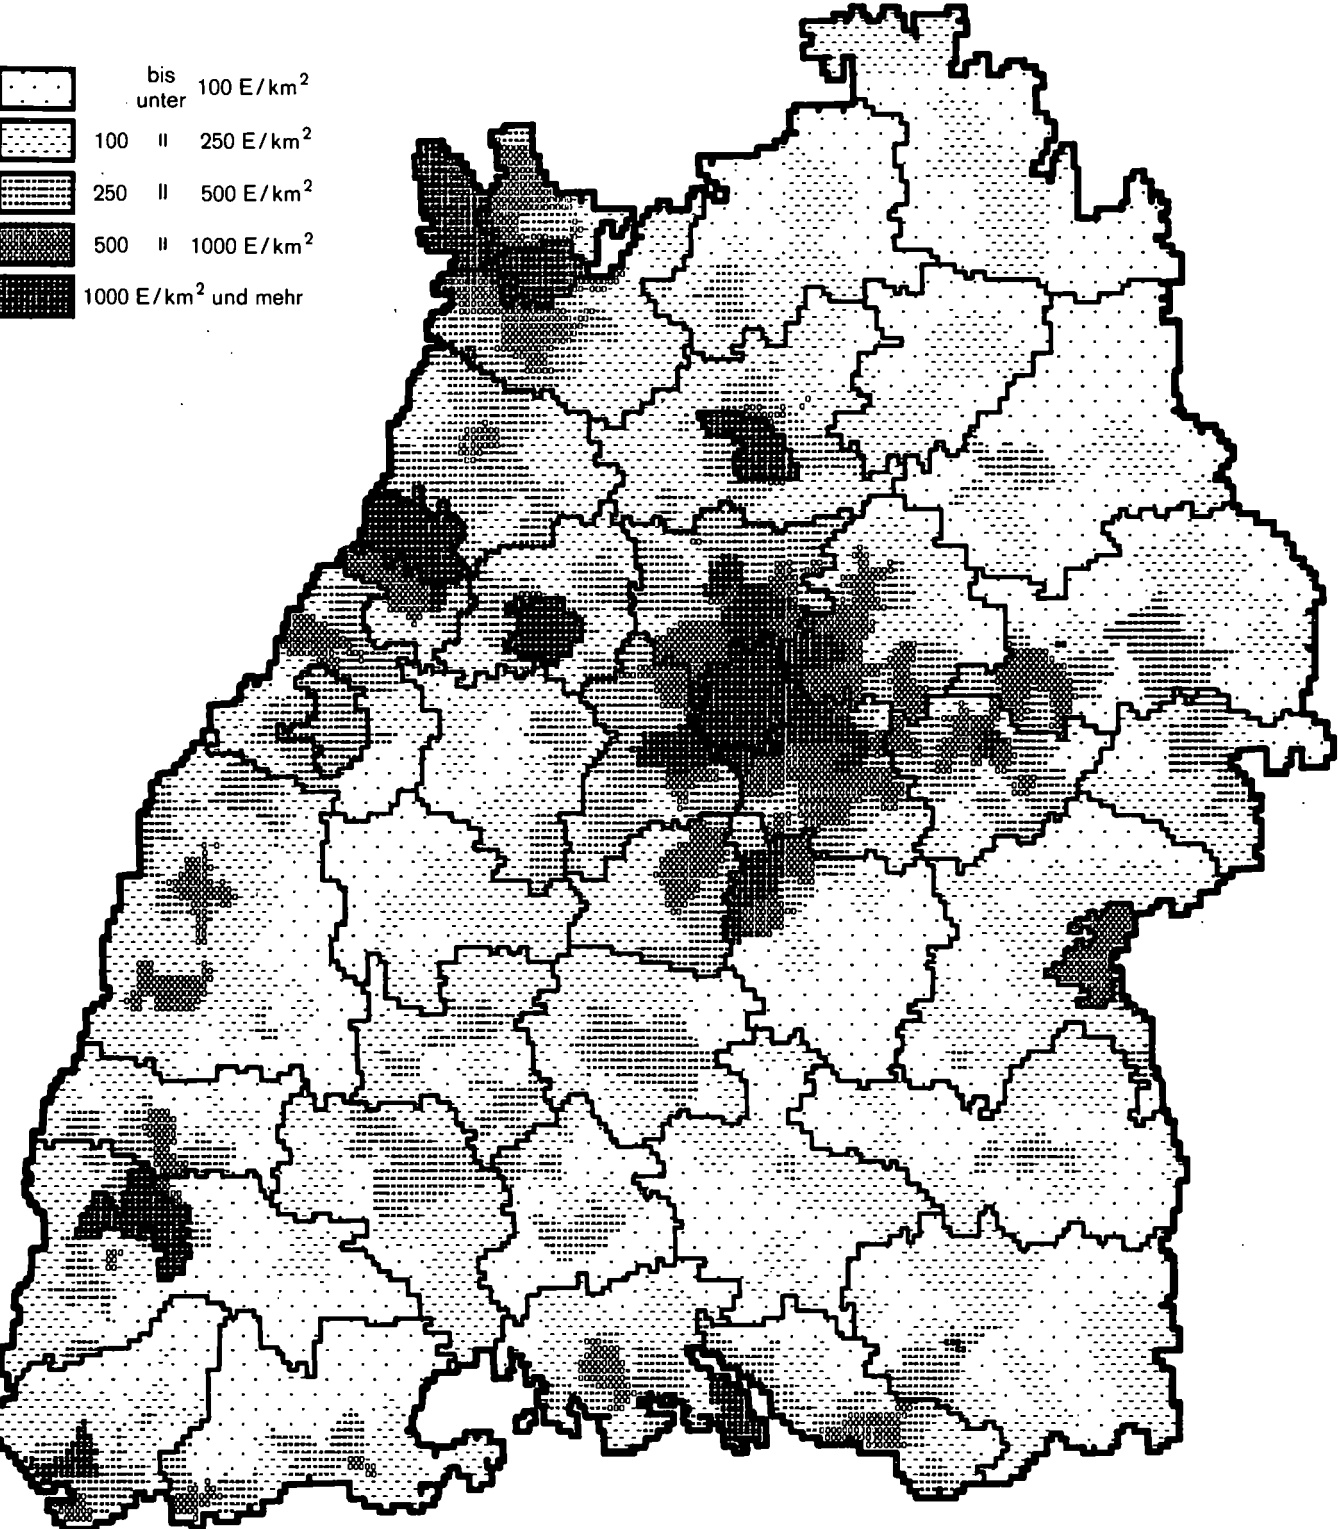 bis
unter 100 E/km²
100 " 250 E/km²
250 " 500 E/km²
500 " 1000 E/km²
1000 E/km² und mehr